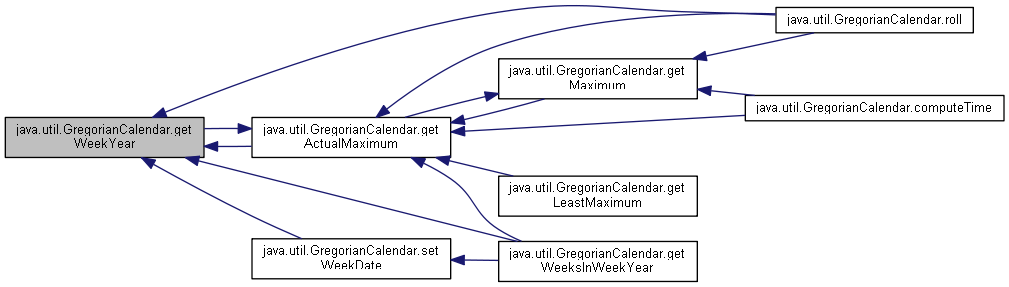 java.util.GregorianCalendar.roll
java.util.GregorianCalendar.get
Maximum
java.util.GregorianCalendar.computeTime
java.util.GregorianCalendar.get
WeekYear
java.util.GregorianCalendar.get
ActualMaximum
java.util.GregorianCalendar.get
LeastMaximum
java.util.GregorianCalendar.set
WeekDate
java.util.GregorianCalendar.get
WeeksInWeekYear